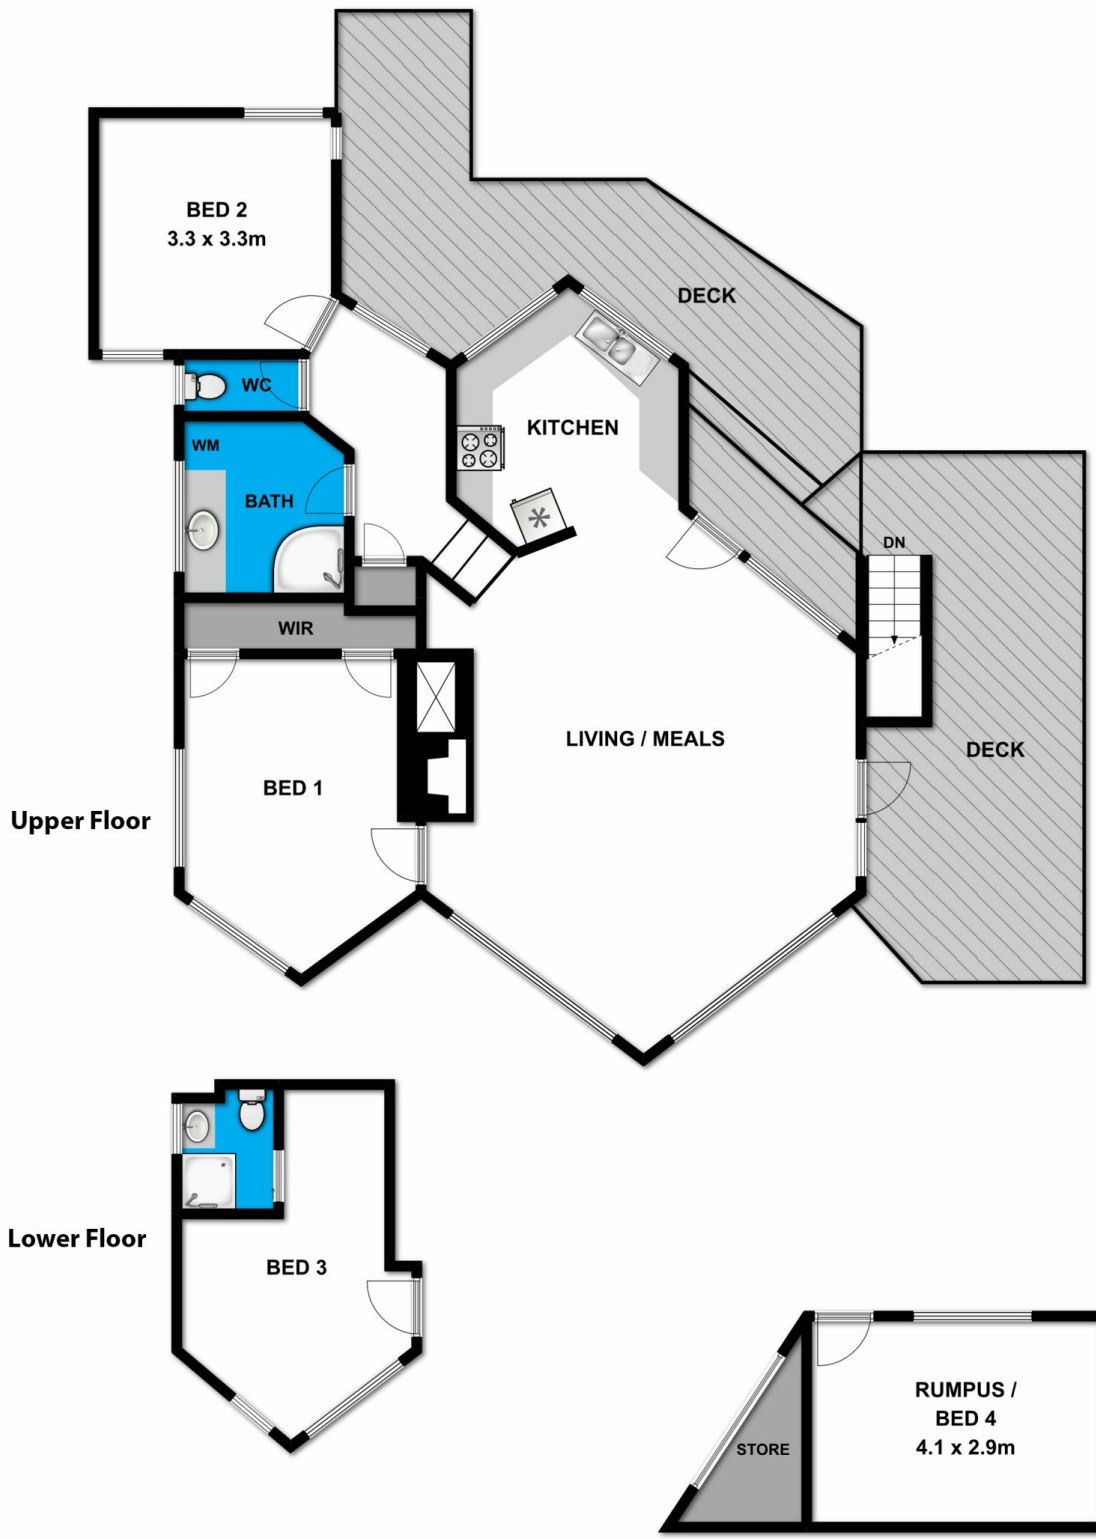 BED 2
3.3 x 3.3m
DECK
WC
KITCHEN
WM
BATH
DN
WIR
LIVING / MEALS
DECK
BED 1
Upper Floor
Lower Floor
BED 3
RUMPUS /
BED 4
4.1 x 2.9m
STORE